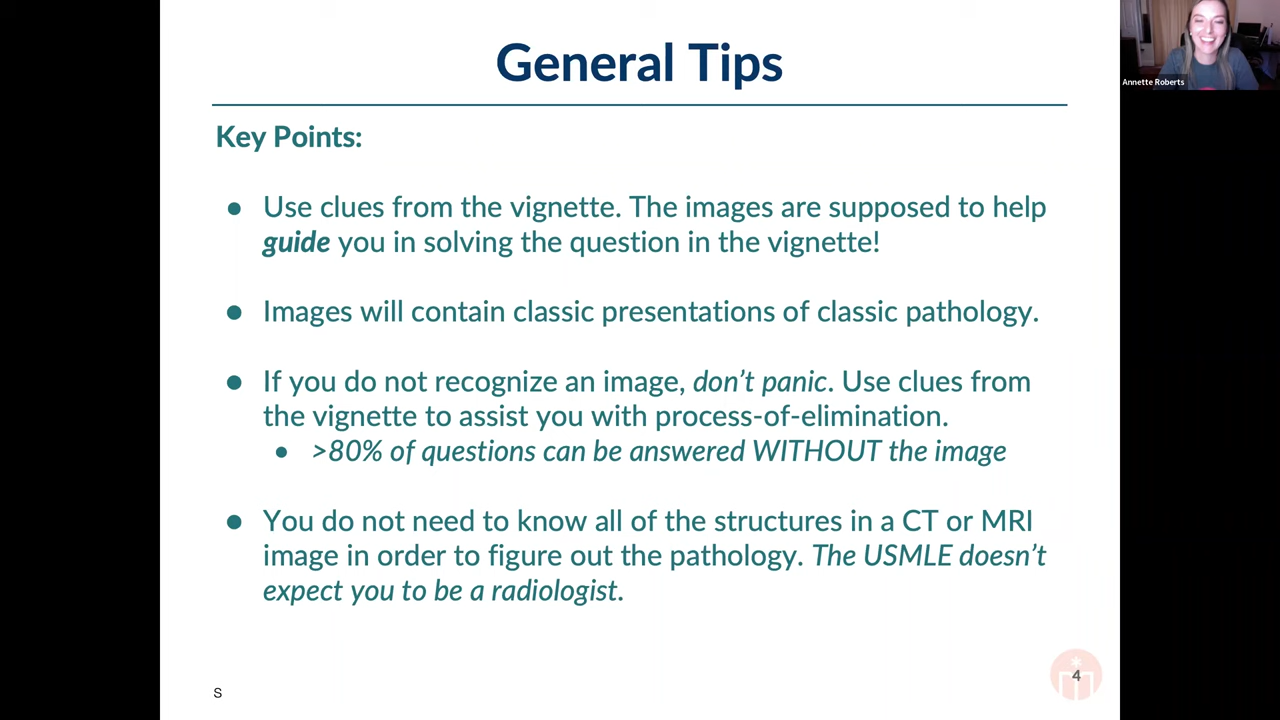 General Tips
Annette Roberts
Key Points:
● Use clues from the vignette. The images are supposed to help
guide you in solving the question in the vignette!
● Images will contain classic presentations of classic pathology.
● If you do not recognize an image, don't panic. Use clues from
the vignette to assist you with process-of-elimination.
● >80% of questions can be answered WITHOUT the image
● You do not need to know all of the structures in a CT or MRI
image in order to figure out the pathology. The USMLE doesn't
expect you to be a radiologist.
4
S